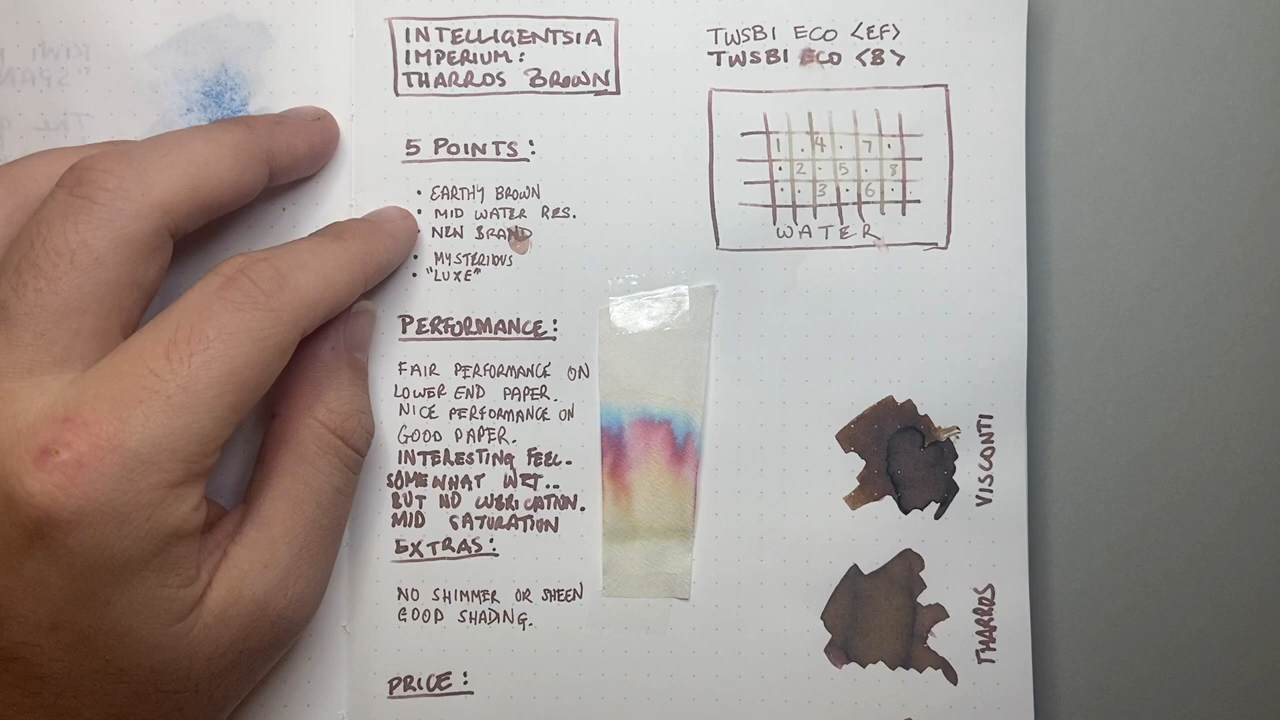 INTELLIGENTSIA
IMPERIUM:
THARROS BROWN
TWSBI ECO <EF>
TWSBI ECO <B>
1 . 4 . 7 .
. 2 . 5 . 8
. . 3 . 6 . .
WATER
5 POINTS:
• EARTHY BROWN
• MID WATER RES.
• NEW BRAND
• MYSTERIOUS
• "LUXE"
PERFORMANCE:
FAIR PERFORMANCE ON
LOWER END PAPER.
NICE PERFORMANCE ON
GOOD PAPER.
INTERESTING FEEL.
SOMEWHAT WET..
BUT NO LUBRICATION.
MID SATURATION
EXTRAS:
NO SHIMMER OR SHEEN
GOOD SHADING.
PRICE:
VISCONTI
THARROS